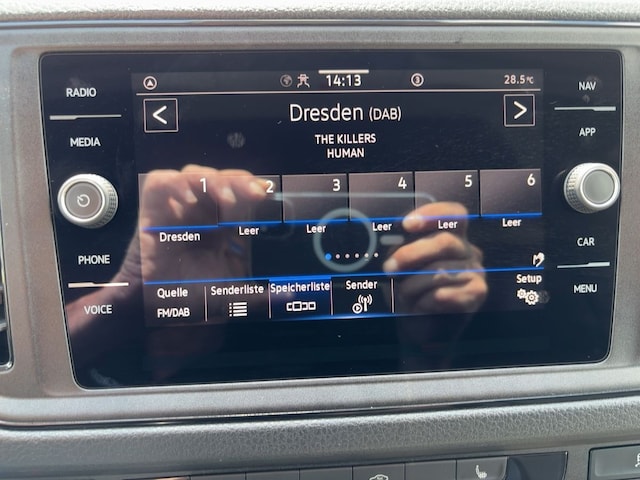 RADIO
MEDIA
PHONE
VOICE
14:13
3
28.5°C
<
Dresden (DAB)
>
THE KILLERS
HUMAN
1
2
3
4
5
6
Dresden
Leer
Leer
Leer
Leer
Leer
Quelle
FM/DAB
Senderliste
Speicherliste
Sender
Setup
NAV
APP
CAR
MENU